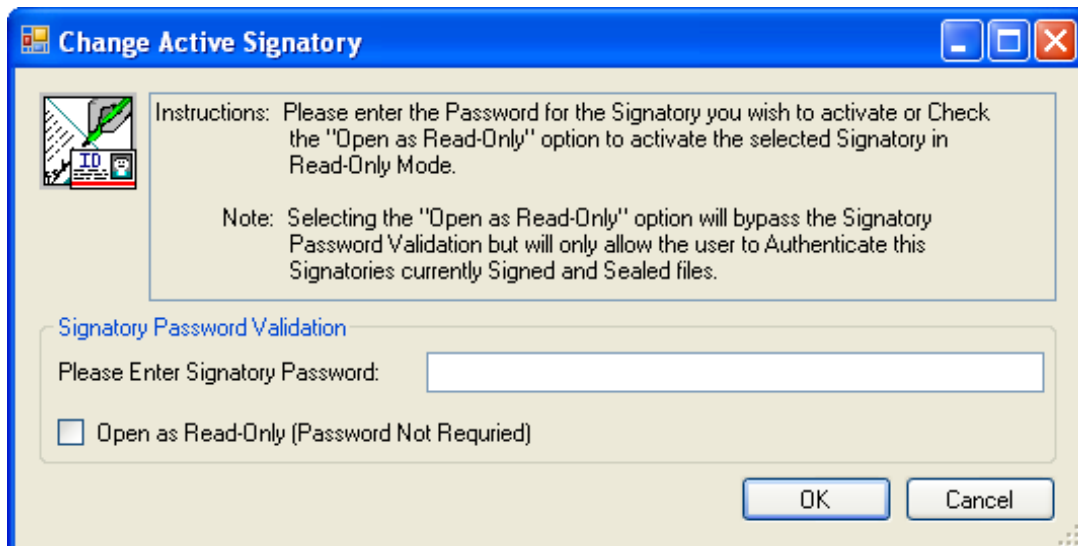 Change Active Signatory
Instructions: Please enter the Password for the Signatory you wish to activate or Check
the "Open as Read-Only" option to activate the selected Signatory in
Read-Only Mode.
Note: Selecting the "Open as Read-Only" option will bypass the Signatory
Password Validation but will only allow the user to Authenticate this
Signatories currently Signed and Sealed files.
ID
Signatory Password Validation
Please Enter Signatory Password:
Open as Read-Only (Password Not Requried)
OK
Cancel